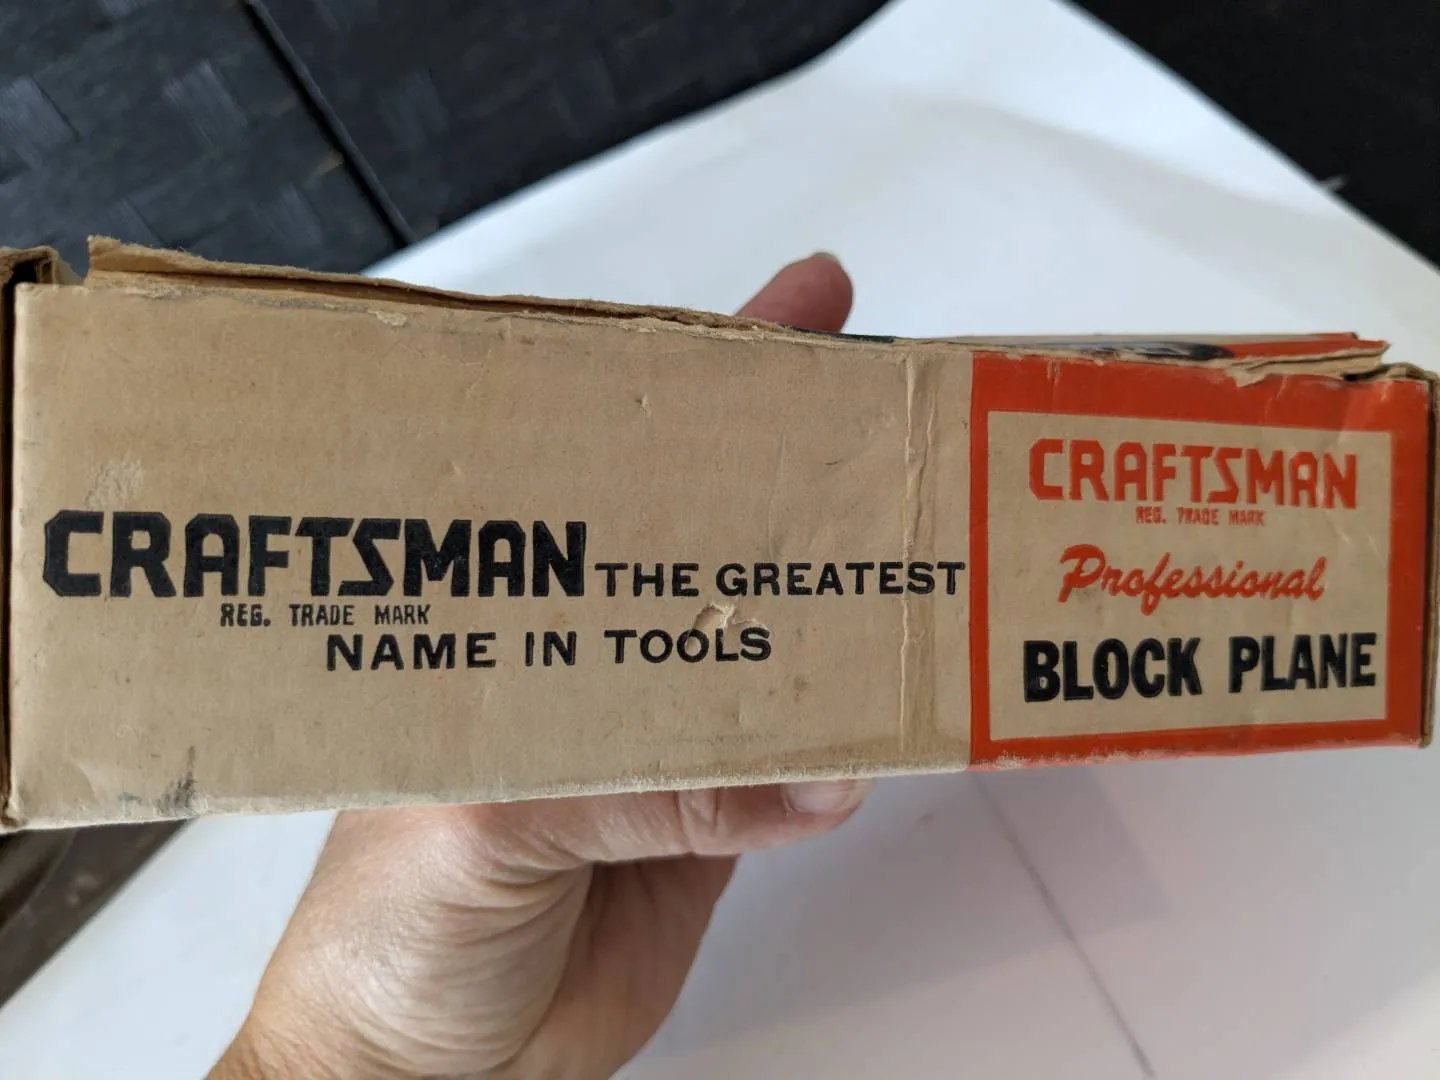 CRAFTSMAN THE GREATEST
REG. TRADE MARK
NAME IN TOOLS
CRAFTSMAN
REG. TRADE MARK
Professional
BLOCK PLANE